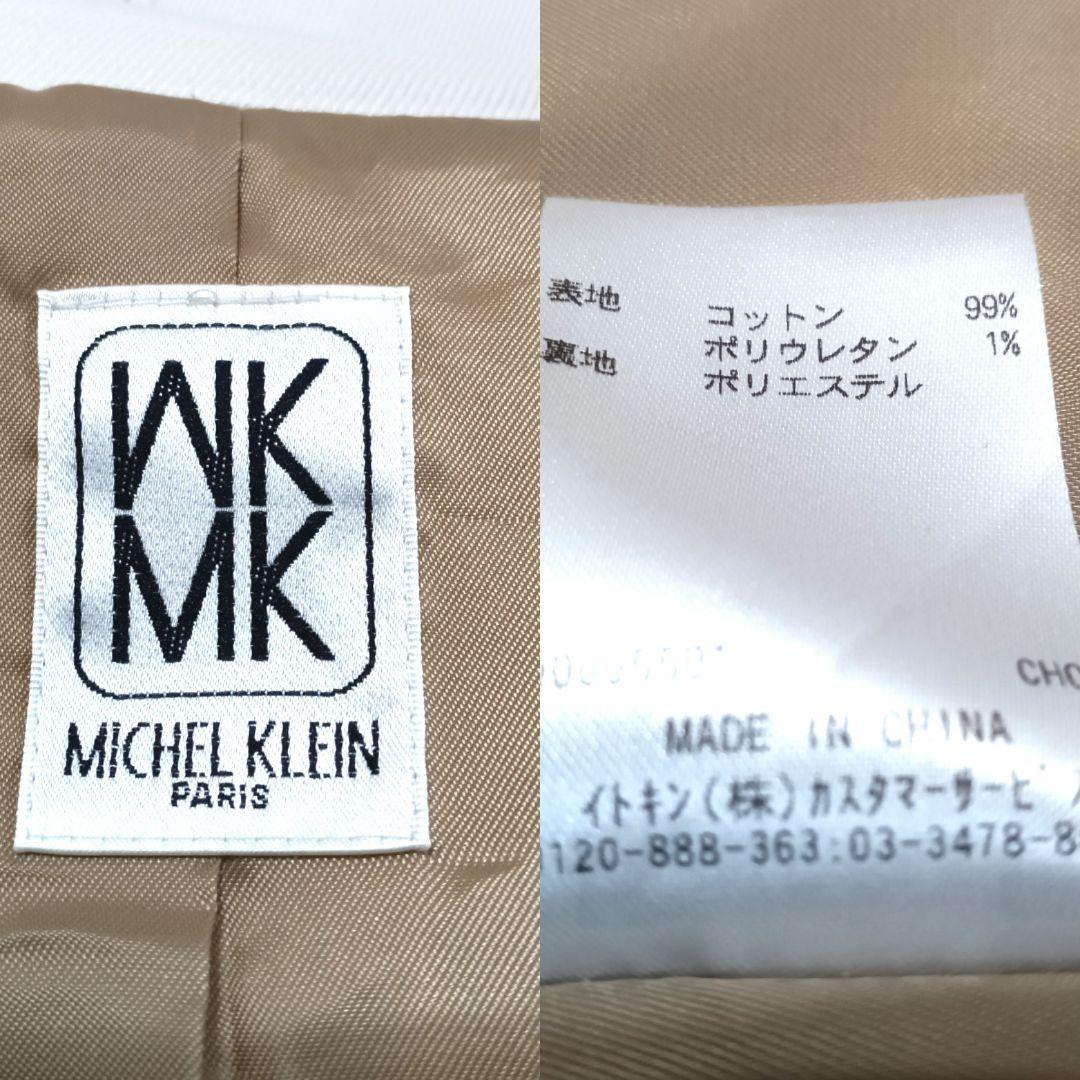 MK
MK
MICHEL KLEIN
PARIS
表地 コットン 99%
ポリウレタン 1%
裏地 ポリエステル
MADE IN CHINA
イトキン(株)カスタマーサービ
120-888-363:03-3478-8